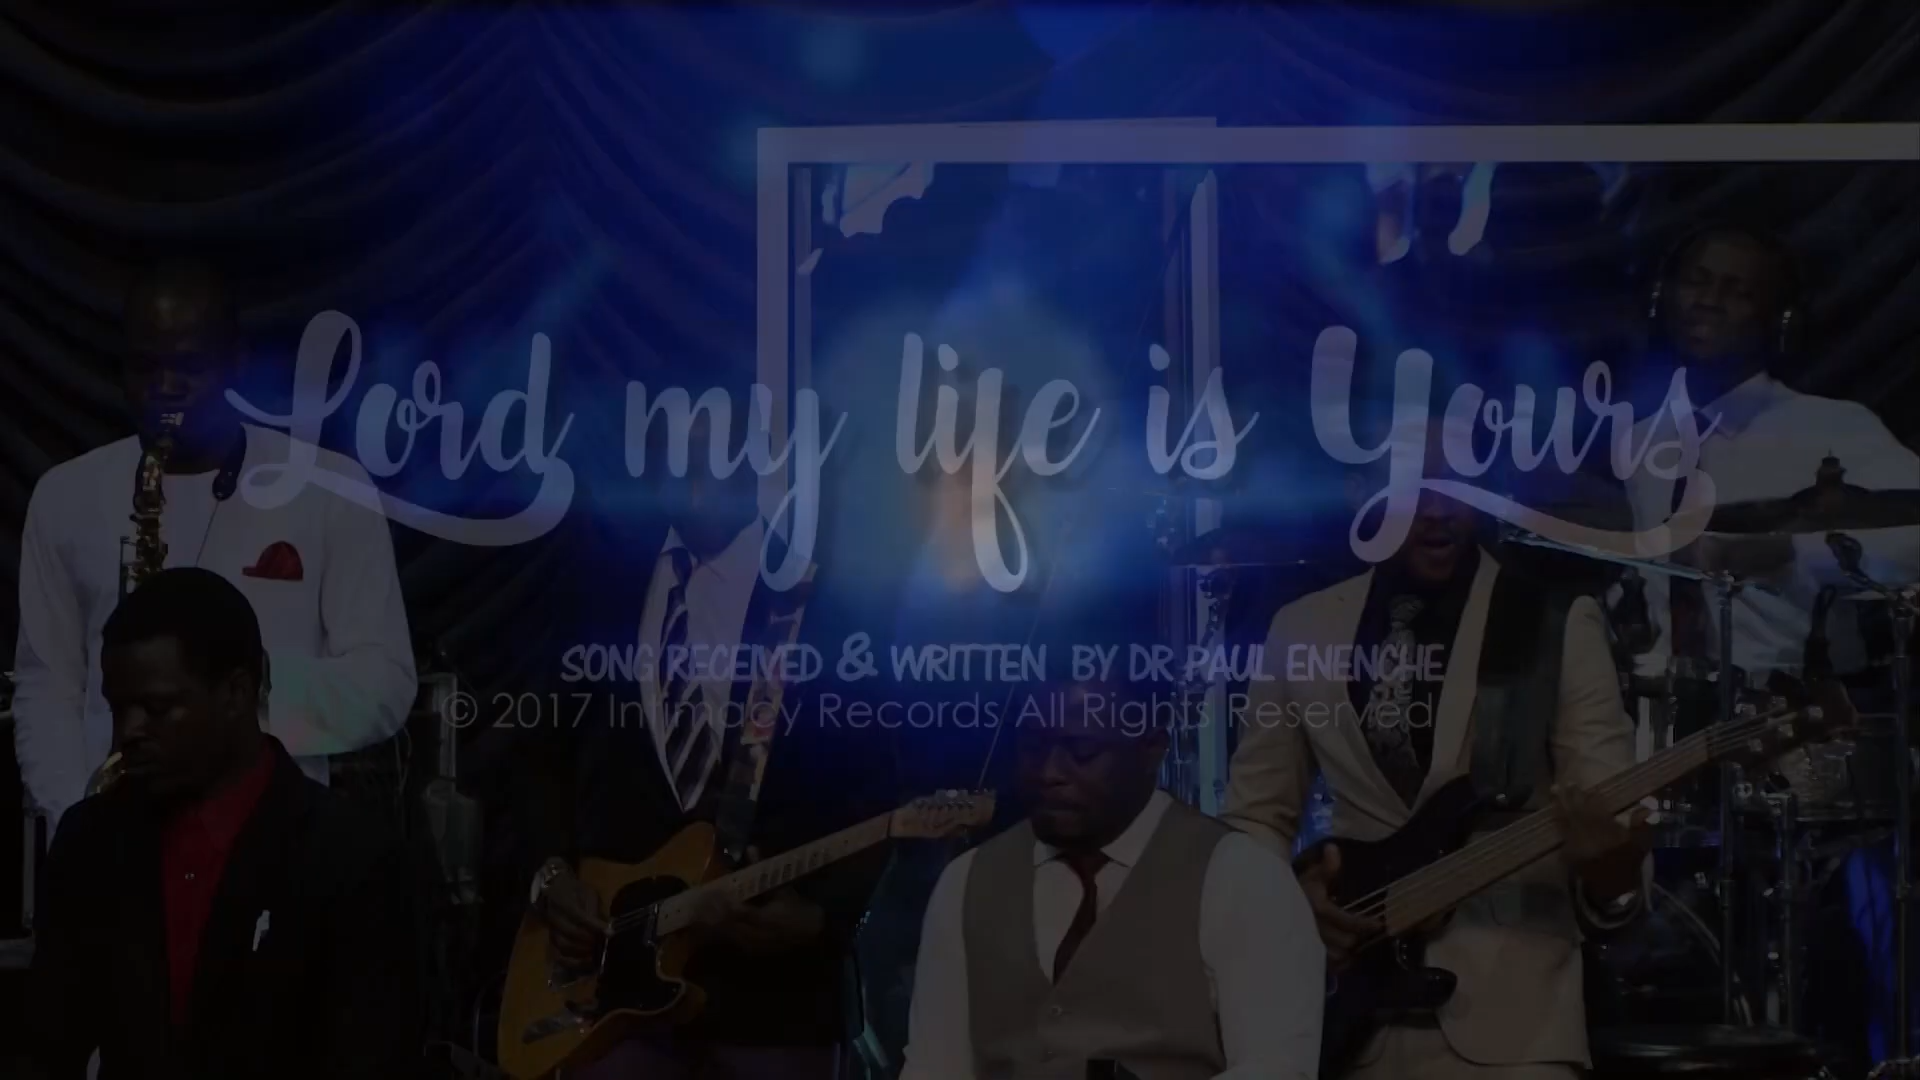 Lord my life is Yours
SONG RECEIVED & WRITTEN BY DR PAUL ENENCHE
© 2017 Intimacy Records All Rights Reserved